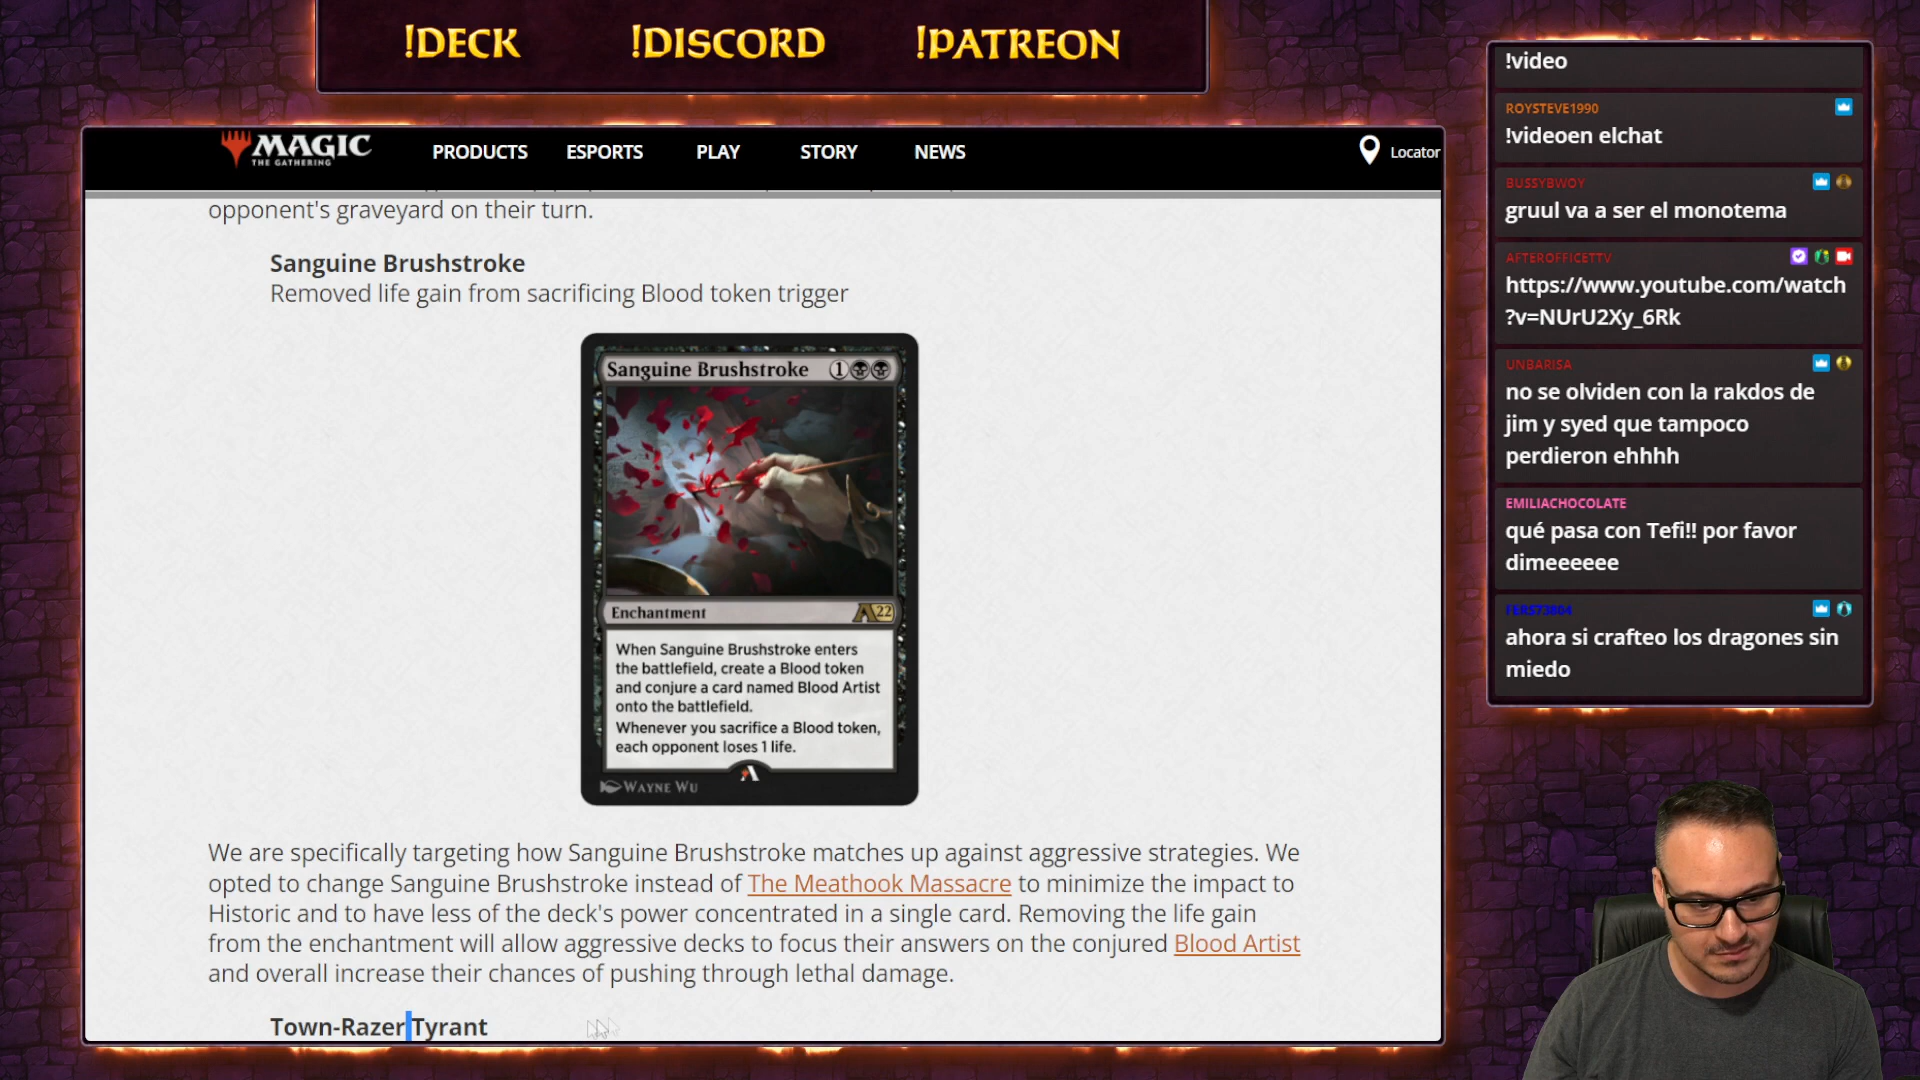 !DECK
!DISCORD
!PATREON
MAGIC
THE GATHERING
PRODUCTS
ESPORTS
PLAY
STORY
NEWS
Locator
opponent's graveyard on their turn.
Sanguine Brushstroke
Removed life gain from sacrificing Blood token trigger
Sanguine Brushstroke 1
Enchantment
A22
When Sanguine Brushstroke enters
the battlefield, create a Blood token
and conjure a card named Blood Artist
onto the battlefield.
Whenever you sacrifice a Blood token,
each opponent loses 1 life.
WAYNE WU
We are specifically targeting how Sanguine Brushstroke matches up against aggressive strategies. We
opted to change Sanguine Brushstroke instead of The Meathook Massacre to minimize the impact to
Historic and to have less of the deck's power concentrated in a single card. Removing the life gain
from the enchantment will allow aggressive decks to focus their answers on the conjured Blood Artist
and overall increase their chances of pushing through lethal damage.
Town-Razer Tyrant
!video
ROYSTEVE1990
!videoen elchat
BUSSYBWOY
gruul va a ser el monotema
AFTEROFFICETTV
https://www.youtube.com/watch
?v=NUrU2Xy_6Rk
UNBARISA
no se olviden con la rakdos de
jim y syed que tampoco
perdieron ehhhh
EMILIACHOCOLATE
qué pasa con Tefi!! por favor
dimeeeeee
FERS73804
ahora si crafteo los dragones sin
miedo